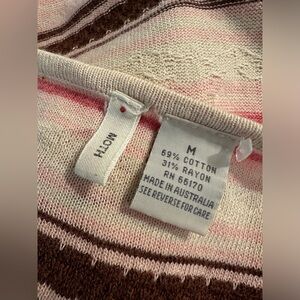 MOTH
M
69% COTTON
31% RAYON
RN 66170
MADE IN AUSTRALIA
SEE REVERSE FOR CARE